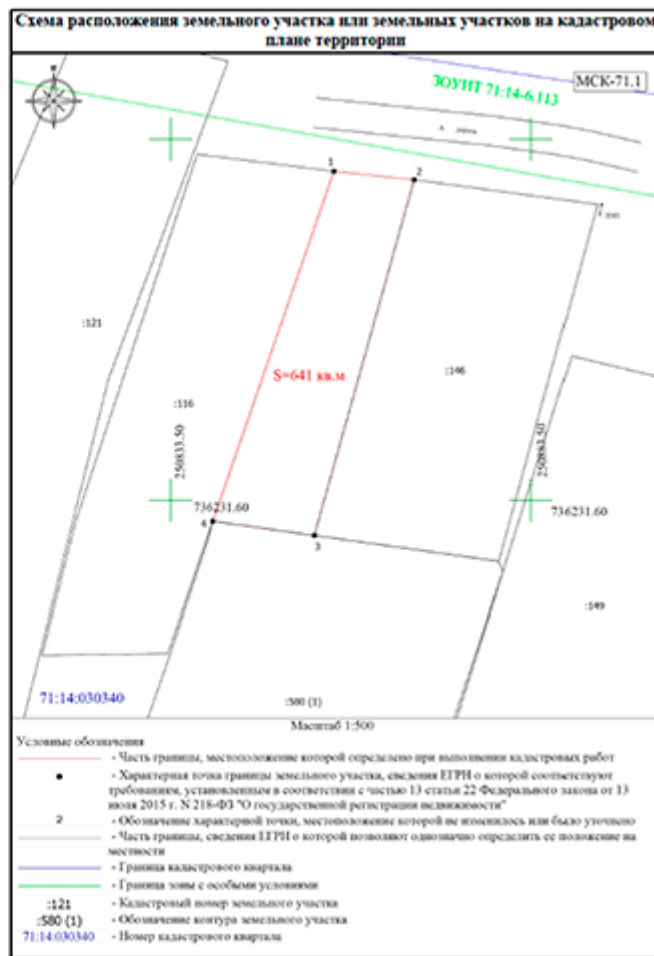 Схема расположения земельного участка или земельных участков на кадастровом
плане территории
МСК-71.1
ЗОУИТ 71:14-6.113
1
2
:121
:146
S=641 кв.м
:116
250833.50
250883.50
736231.60
736231.60
4
3
:149
71:14:030340
:580 (1)
Масштаб 1:500
Условные обозначения
- Часть границы, местоположение которой определено при выполнении кадастровых работ
- Характерная точка границы земельного участка, сведения ЕГРН о которой соответствуют
требованиям, установленным в соответствии с частью 13 статьи 22 Федерального закона от 13
июля 2015 г. N 218-ФЗ "О государственной регистрации недвижимости"
2 - Обозначение характерной точки, местоположение которой не изменилось или было уточнено
- Часть границы, сведения ЕГРН о которой позволяют однозначно определить ее положение на
местности
- Граница кадастрового квартала
- Граница зоны с особыми условиями
:121 - Кадастровый номер земельного участка
:580 (1) - Обозначение контура земельного участка
71:14:030340 - Номер кадастрового квартала